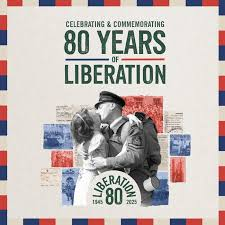 CELEBRATING & COMMEMORATING
80 YEARS
OF
LIBERATION
LIBERATION
1945 80 2025